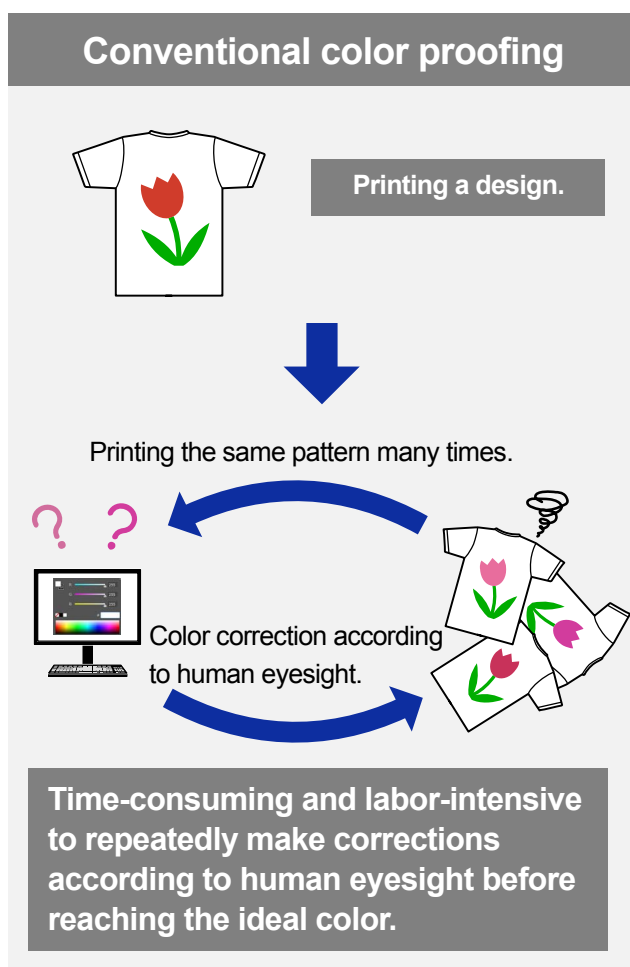 Conventional color proofing
Printing a design.
Printing the same pattern many times.
Color correction according
to human eyesight.
Time-consuming and labor-intensive
to repeatedly make corrections
according to human eyesight before
reaching the ideal color.